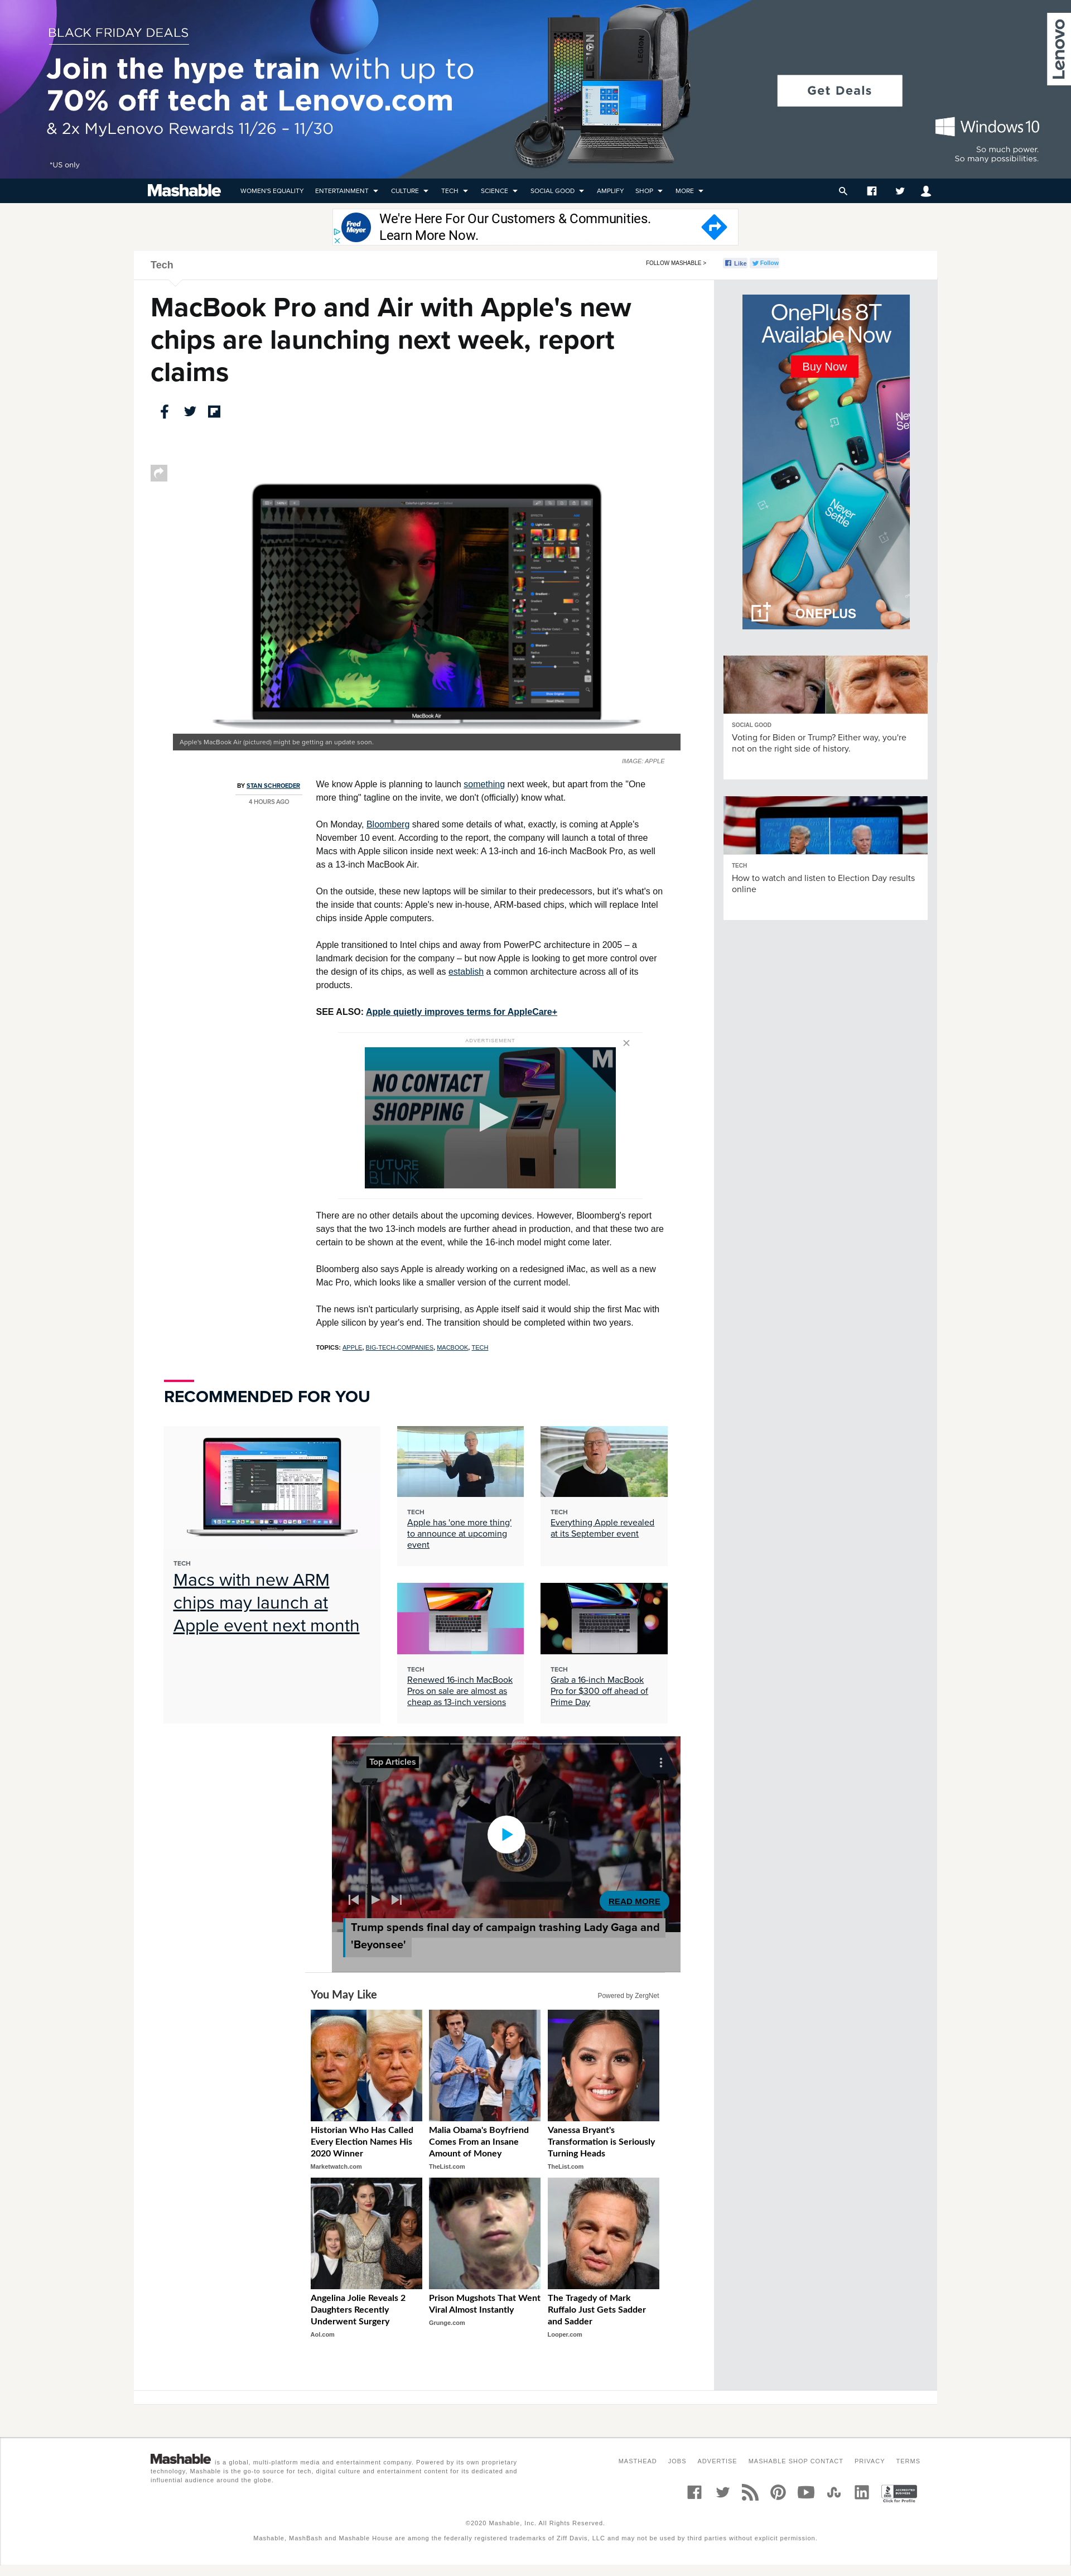 BLACK FRIDAY DEALS
Join the hype train with up to
70% off tech at Lenovo.com
& 2x MyLenovo Rewards 11/26 – 11/30
*US only
LEGION
LEGION
Get Deals
Lenovo
Windows 10
So much power.
So many possibilities.
Mashable
WOMEN'S EQUALITY ENTERTAINMENT CULTURE TECH SCIENCE SOCIAL GOOD AMPLIFY SHOP MORE
Fred Meyer
We're Here For Our Customers & Communities.
Learn More Now.
Tech
FOLLOW MASHABLE >
Like
Follow
MacBook Pro and Air with Apple's new
chips are launching next week, report
claims
MacBook Air
Apple's MacBook Air (pictured) might be getting an update soon.
IMAGE: APPLE
BY STAN SCHROEDER
4 HOURS AGO
We know Apple is planning to launch something next week, but apart from the "One
more thing" tagline on the invite, we don't (officially) know what.
On Monday, Bloomberg shared some details of what, exactly, is coming at Apple's
November 10 event. According to the report, the company will launch a total of three
Macs with Apple silicon inside next week: A 13-inch and 16-inch MacBook Pro, as well
as a 13-inch MacBook Air.
On the outside, these new laptops will be similar to their predecessors, but it's what's on
the inside that counts: Apple's new in-house, ARM-based chips, which will replace Intel
chips inside Apple computers.
Apple transitioned to Intel chips and away from PowerPC architecture in 2005 – a
landmark decision for the company – but now Apple is looking to get more control over
the design of its chips, as well as establish a common architecture across all of its
products.
SEE ALSO: Apple quietly improves terms for AppleCare+
ADVERTISEMENT
NO CONTACT
SHOPPING
FUTURE
BLINK
M
There are no other details about the upcoming devices. However, Bloomberg's report
says that the two 13-inch models are further ahead in production, and that these two are
certain to be shown at the event, while the 16-inch model might come later.
Bloomberg also says Apple is already working on a redesigned iMac, as well as a new
Mac Pro, which looks like a smaller version of the current model.
The news isn't particularly surprising, as Apple itself said it would ship the first Mac with
Apple silicon by year's end. The transition should be completed within two years.
TOPICS: APPLE, BIG-TECH-COMPANIES, MACBOOK, TECH
OnePlus 8T
Available Now
Buy Now
Never
Settle
Ne
Se
ONEPLUS
SOCIAL GOOD
Voting for Biden or Trump? Either way, you're
not on the right side of history.
TECH
How to watch and listen to Election Day results
online
RECOMMENDED FOR YOU
TECH
Macs with new ARM
chips may launch at
Apple event next month
TECH
Apple has 'one more thing'
to announce at upcoming
event
TECH
Everything Apple revealed
at its September event
TECH
Renewed 16-inch MacBook
Pros on sale are almost as
cheap as 13-inch versions
TECH
Grab a 16-inch MacBook
Pro for $300 off ahead of
Prime Day
Top Articles
READ MORE
Trump spends final day of campaign trashing Lady Gaga and
'Beyonsee'
You May Like
Powered by ZergNet
Historian Who Has Called
Every Election Names His
2020 Winner
Marketwatch.com
Malia Obama's Boyfriend
Comes From an Insane
Amount of Money
TheList.com
Vanessa Bryant's
Transformation is Seriously
Turning Heads
TheList.com
Angelina Jolie Reveals 2
Daughters Recently
Underwent Surgery
Aol.com
Prison Mugshots That Went
Viral Almost Instantly
Grunge.com
The Tragedy of Mark
Ruffalo Just Gets Sadder
and Sadder
Looper.com
Mashable is a global, multi-platform media and entertainment company. Powered by its own proprietary
technology, Mashable is the go-to source for tech, digital culture and entertainment content for its dedicated and
influential audience around the globe.
MASTHEAD JOBS ADVERTISE MASHABLE SHOP CONTACT PRIVACY TERMS
BBB ACCREDITED BUSINESS
Click for Profile
©2020 Mashable, Inc. All Rights Reserved.
Mashable, MashBash and Mashable House are among the federally registered trademarks of Ziff Davis, LLC and may not be used by third parties without explicit permission.